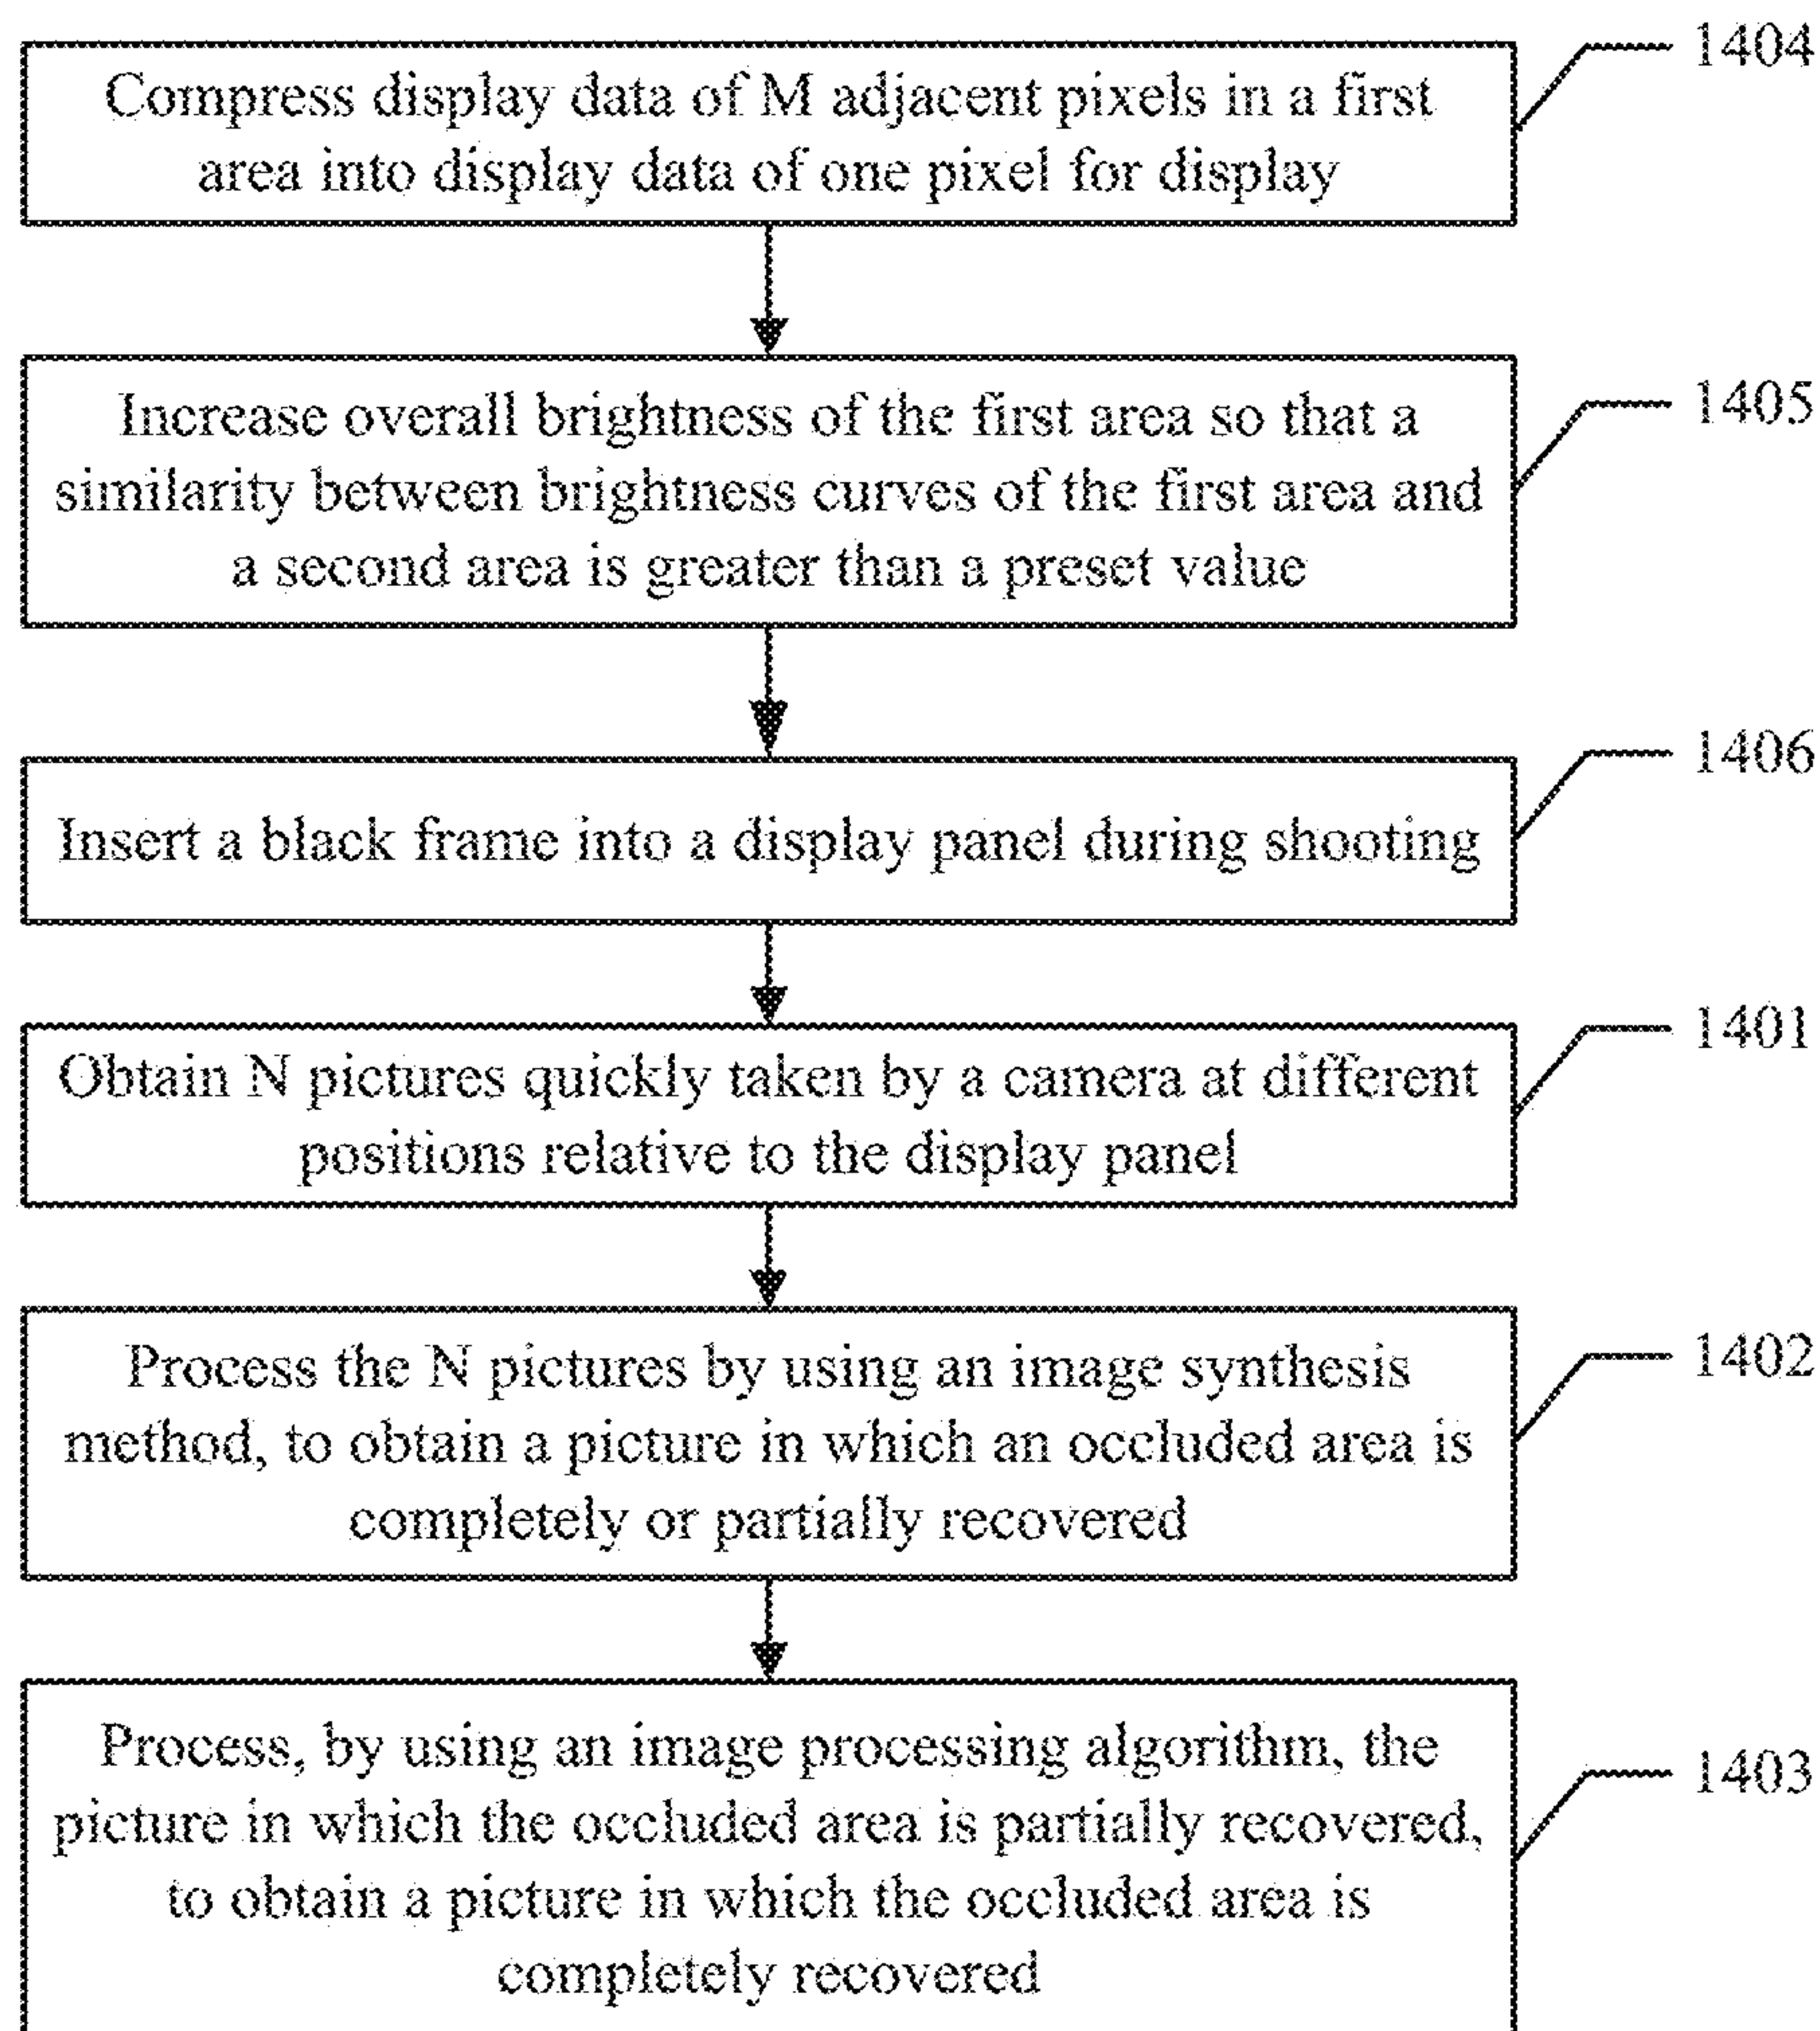 1404
Compress display data of M adjacent pixels in a first
area into display data of one pixel for display
1405
Increase overall brightness of the first area so that a
similarity between brightness curves of the first area and
a second area is greater than a preset value
1406
Insert a black frame into a display panel during shooting
1401
Obtain N pictures quickly taken by a camera at different
positions relative to the display panel
1402
Process the N pictures by using an image synthesis
method, to obtain a picture in which an occluded area is
completely or partially recovered
1403
Process, by using an image processing algorithm, the
picture in which the occluded area is partially recovered,
to obtain a picture in which the occluded area is
completely recovered